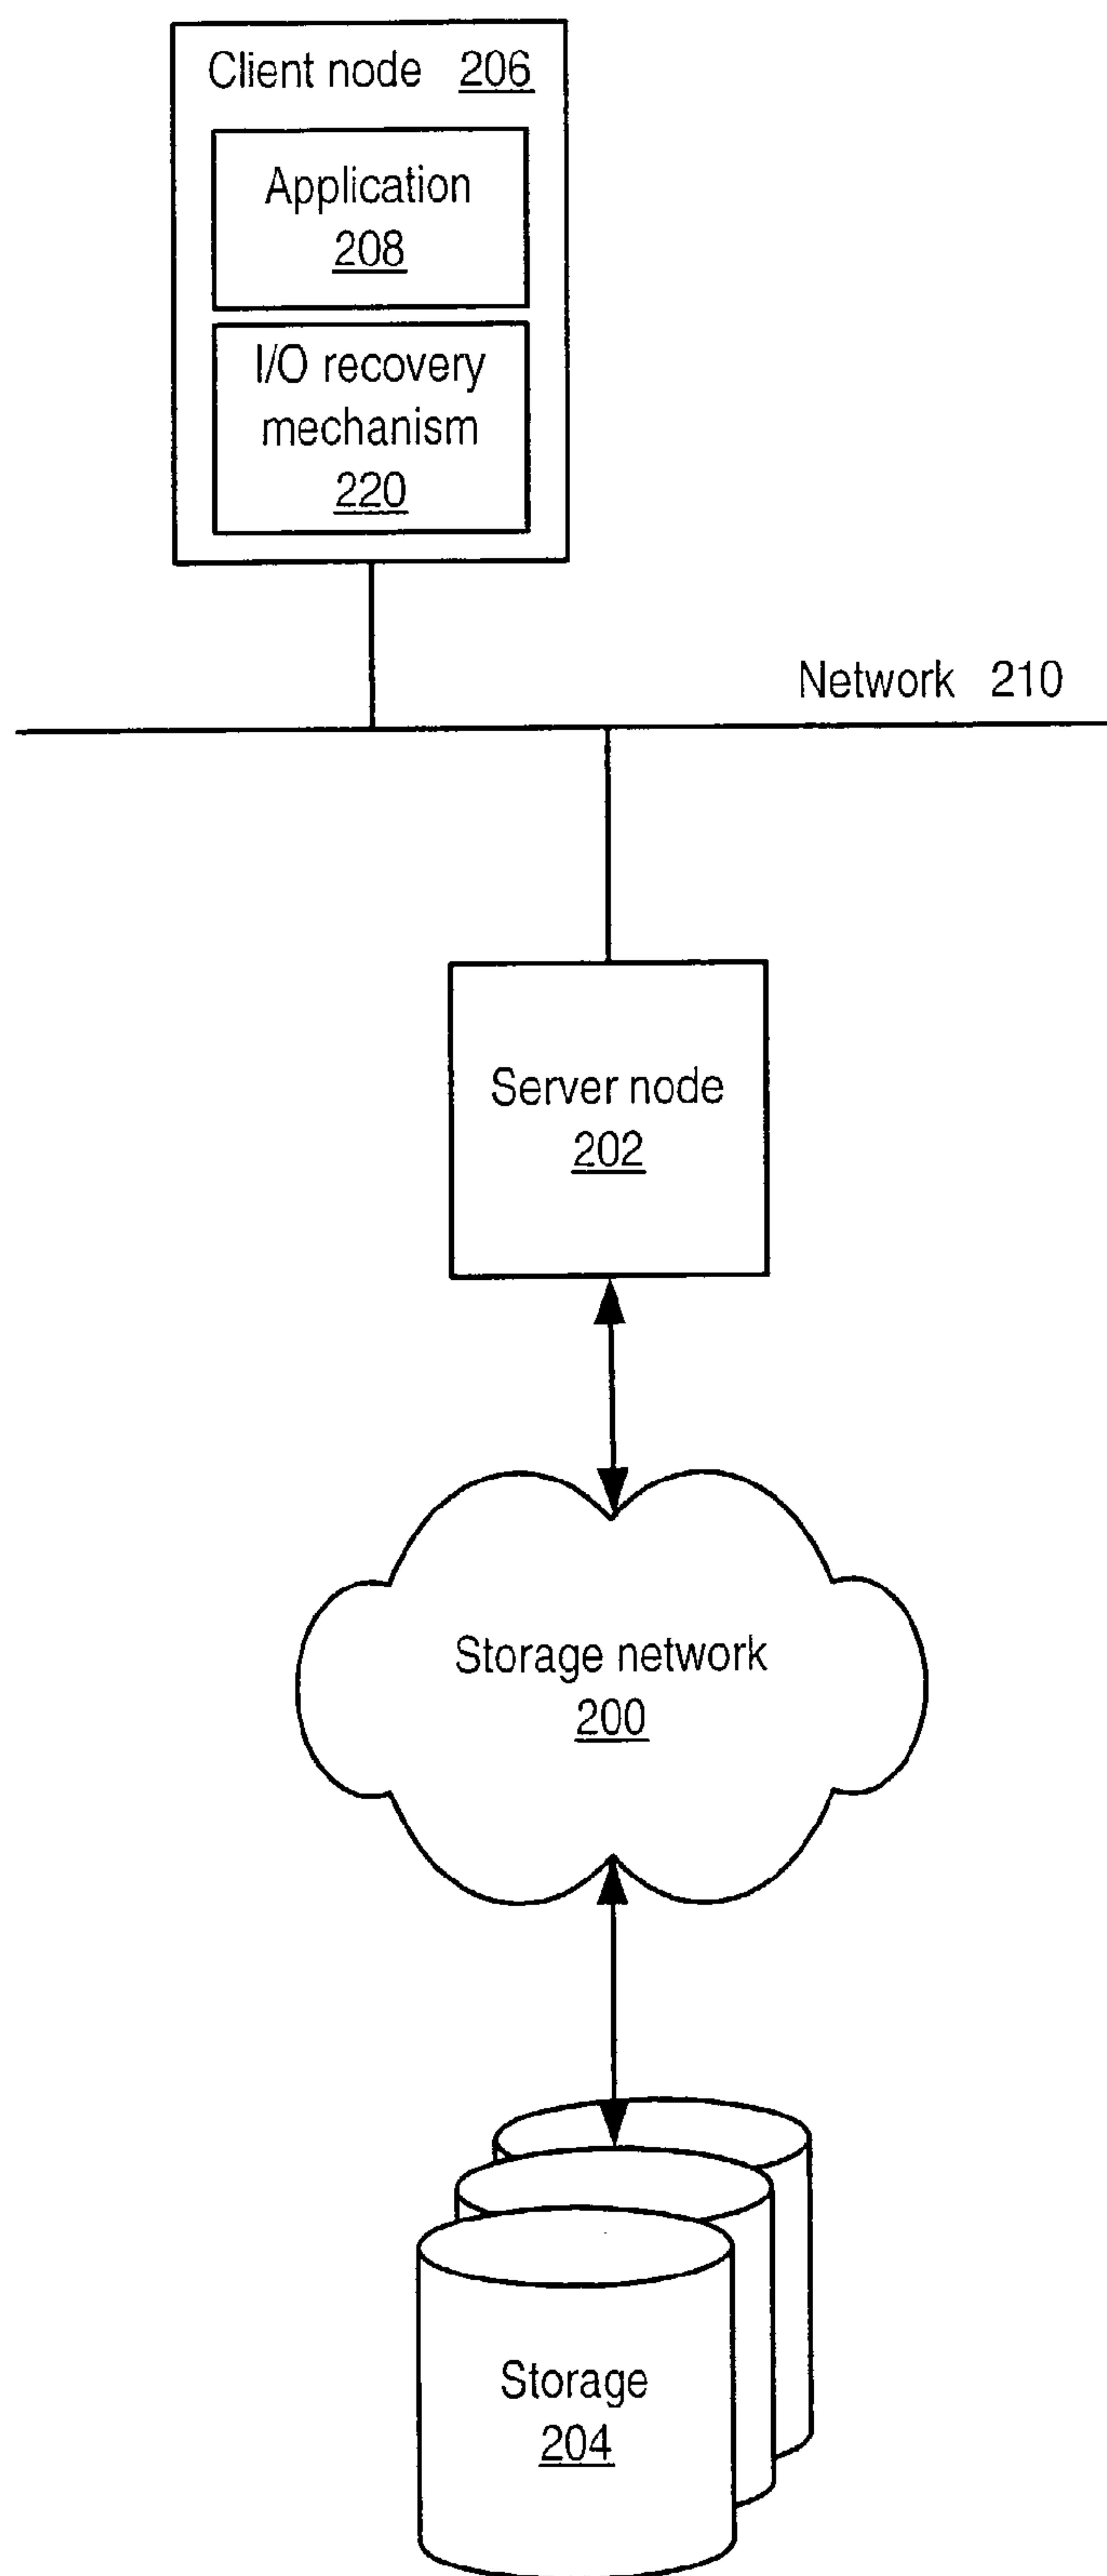 Client node 206
Application
208
I/O recovery
mechanism
220
Network 210
Server node
202
Storage network
200
Storage
204